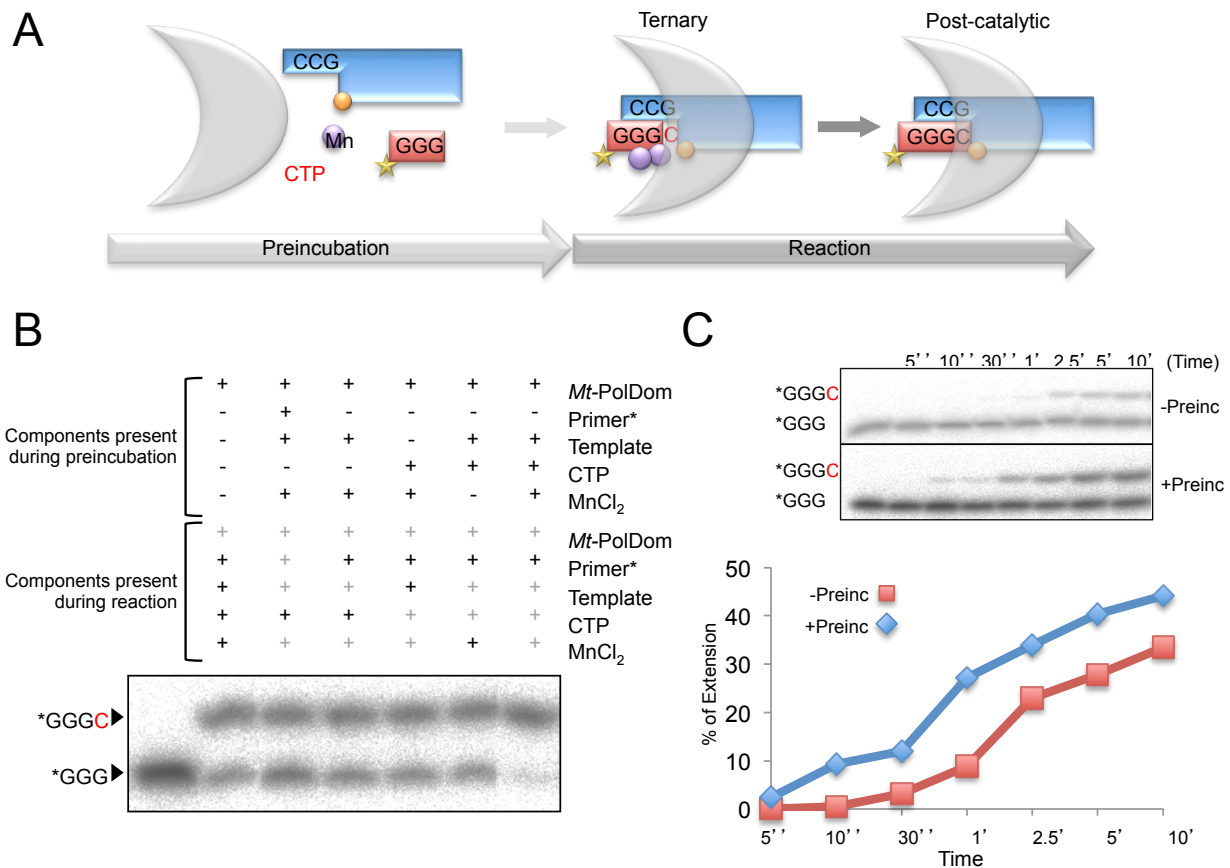 A
Ternary
Post-catalytic
CCG
Mn
CTP
GGG
CCG
GGGC
CCG
GGGC
Preincubation
Reaction
B
Components present
during preincubation
+ + + + + + Mt-PolDom
- + - - - - Primer*
- + + - + + Template
- - - + + + CTP
- + + + - + MnCl2
Components present
during reaction
+ + + + + + Mt-PolDom
+ + + + + + Primer*
+ + + + + + Template
+ + + + + + CTP
+ + + + + + MnCl2
*GGGC
*GGG
C
5'' 10'' 30'' 1' 2.5' 5' 10' (Time)
*GGGC
*GGG
-Preinc
*GGGC
*GGG
+Preinc
% of Extension
50
40
30
20
10
0
-Preinc
+Preinc
5'' 10'' 30'' 1' 2.5' 5' 10'
Time